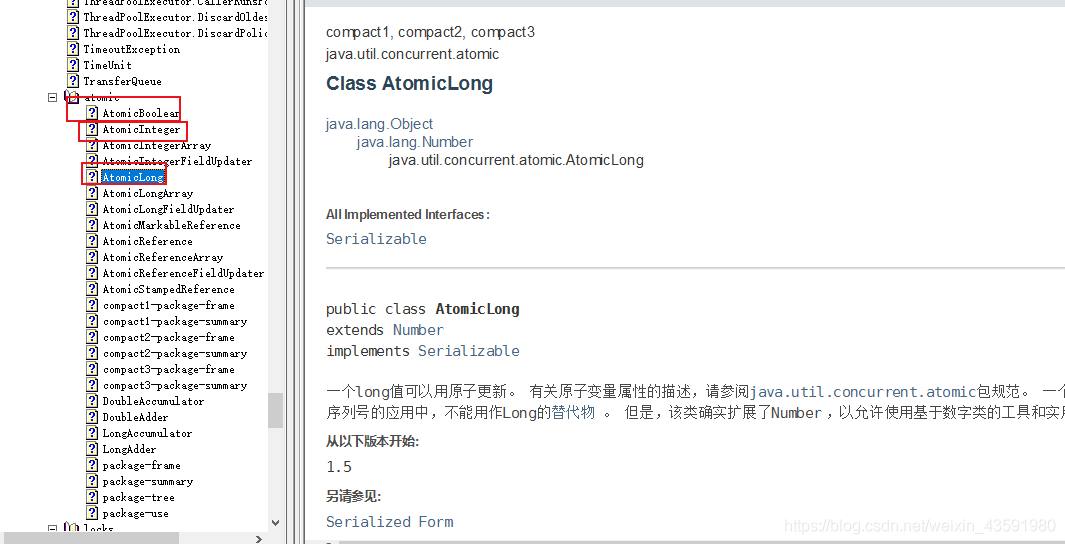 ThreadPoolExecutor.CallerRunsP
ThreadPoolExecutor.DiscardOldes
ThreadPoolExecutor.DiscardPolic
TimeoutException
TimeUnit
TransferQueue
atomic
AtomicBoolean
AtomicInteger
AtomicIntegerArray
AtomicIntegerFieldUpdater
AtomicLong
AtomicLongArray
AtomicLongFieldUpdater
AtomicMarkableReference
AtomicReference
AtomicReferenceArray
AtomicReferenceFieldUpdater
AtomicStampedReference
compact1-package-frame
compact1-package-summary
compact2-package-frame
compact2-package-summary
compact3-package-frame
compact3-package-summary
DoubleAccumulator
DoubleAdder
LongAccumulator
LongAdder
package-frame
package-summary
package-tree
package-use
locks
compact1, compact2, compact3
java.util.concurrent.atomic
Class AtomicLong
java.lang.Object
java.lang.Number
java.util.concurrent.atomic.AtomicLong
All Implemented Interfaces:
Serializable
public class AtomicLong
extends Number
implements Serializable
一个long值可以用原子更新。 有关原子变量属性的描述，请参阅java.util.concurrent.atomic包规范。 一个
序列号的应用中，不能用作Long的替代物 。 但是，该类确实扩展了Number ，以允许使用基于数字类的工具和实用
从以下版本开始:
1.5
另请参见:
Serialized Form
https://blog.csdn.net/weixin_43591980